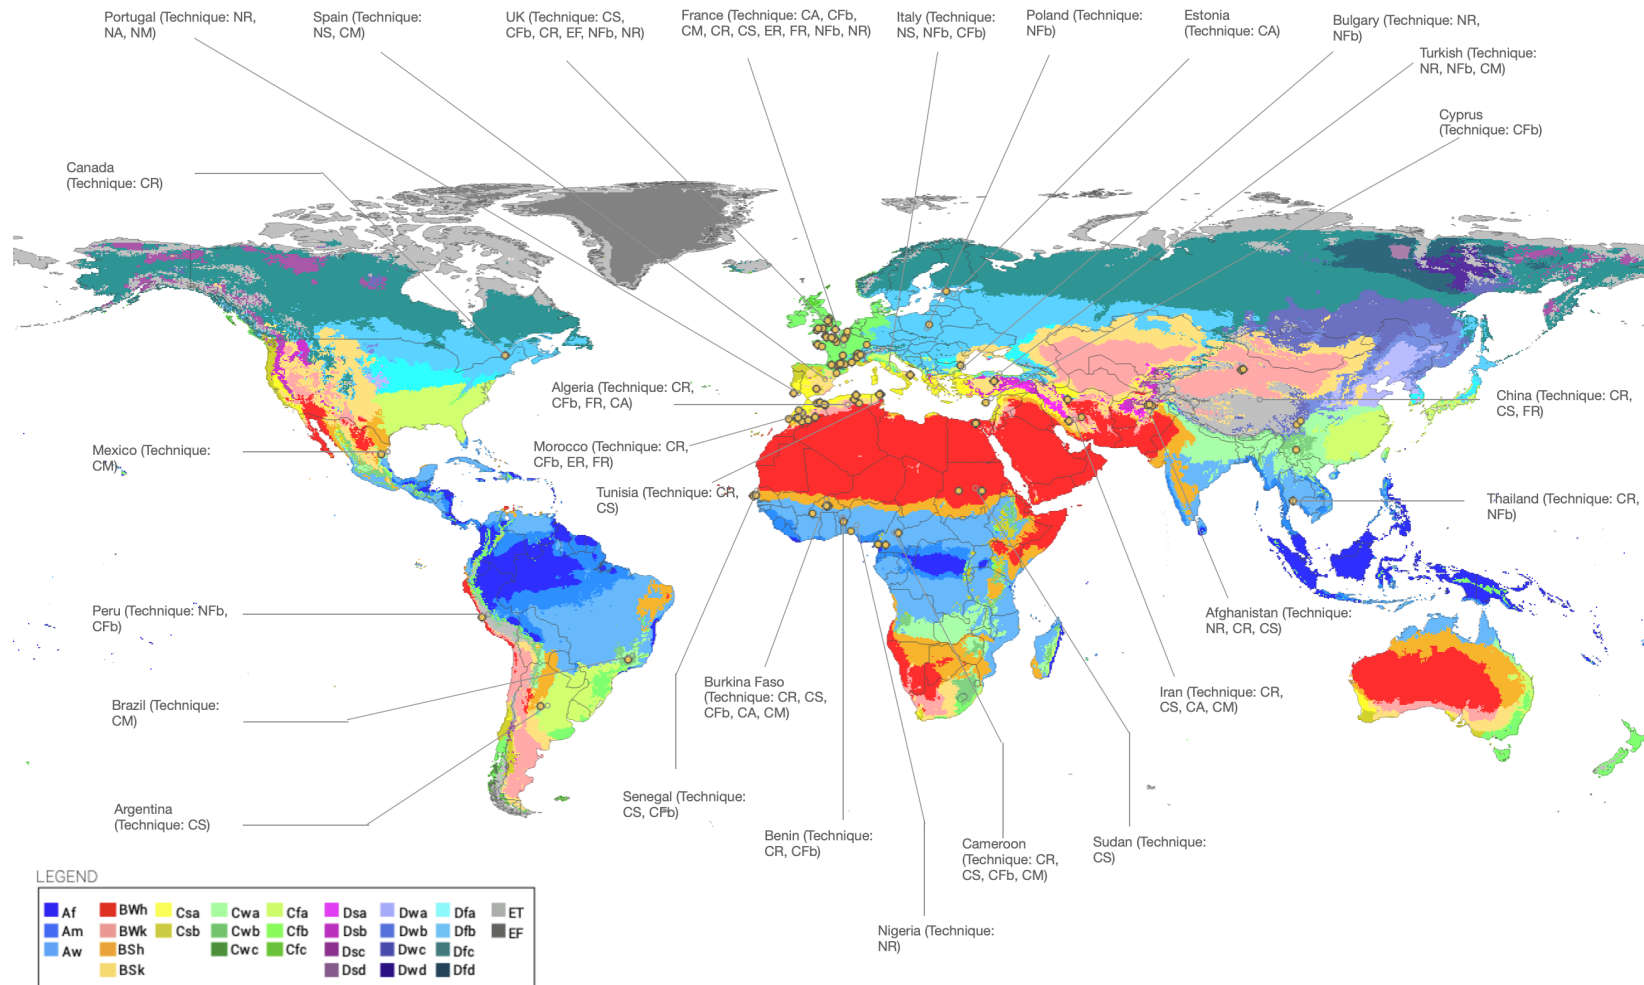 Portugal (Technique: NR,
NA, NM)
Spain (Technique:
NS, CM)
UK (Technique: CS,
CFb, CR, EF, NFb, NR)
France (Technique: CA, CFb,
CM, CR, CS, ER, FR, NFb, NR)
Italy (Technique:
NS, NFb, CFb)
Poland (Technique:
NFb)
Estonia
(Technique: CA)
Bulgary (Technique: NR,
NFb)
Turkish (Technique:
NR, NFb, CM)
Cyprus
(Technique: CFb)
Canada
(Technique: CR)
Algeria (Technique: CR,
CFb, FR, CA)
China (Technique: CR,
CS, FR)
Morocco (Technique: CR,
CFb, ER, FR)
Mexico (Technique:
CM)
Tunisia (Technique: CR,
CS)
Thailand (Technique: CR,
NFb)
Peru (Technique: NFb,
CFb)
Afghanistan (Technique:
NR, CR, CS)
Burkina Faso
(Technique: CR, CS,
CFb, CA, CM)
Iran (Technique: CR,
CS, CA, CM)
Brazil (Technique:
CM)
Argentina
(Technique: CS)
Senegal (Technique:
CS, CFb)
Benin (Technique:
CR, CFb)
Cameroon
(Technique: CR,
CS, CFb, CM)
Sudan (Technique:
CS)
Nigeria (Technique:
NR)
LEGEND
Af BWh Csa Cwa Cfa Dsa Dwa Dfa ET
Am BWk Csb Cwb Cfb Dsb Dwb Dfb EF
Aw BSh Cwc Cfc Dsc Dwc Dfc
BSk Dsd Dwd Dfd